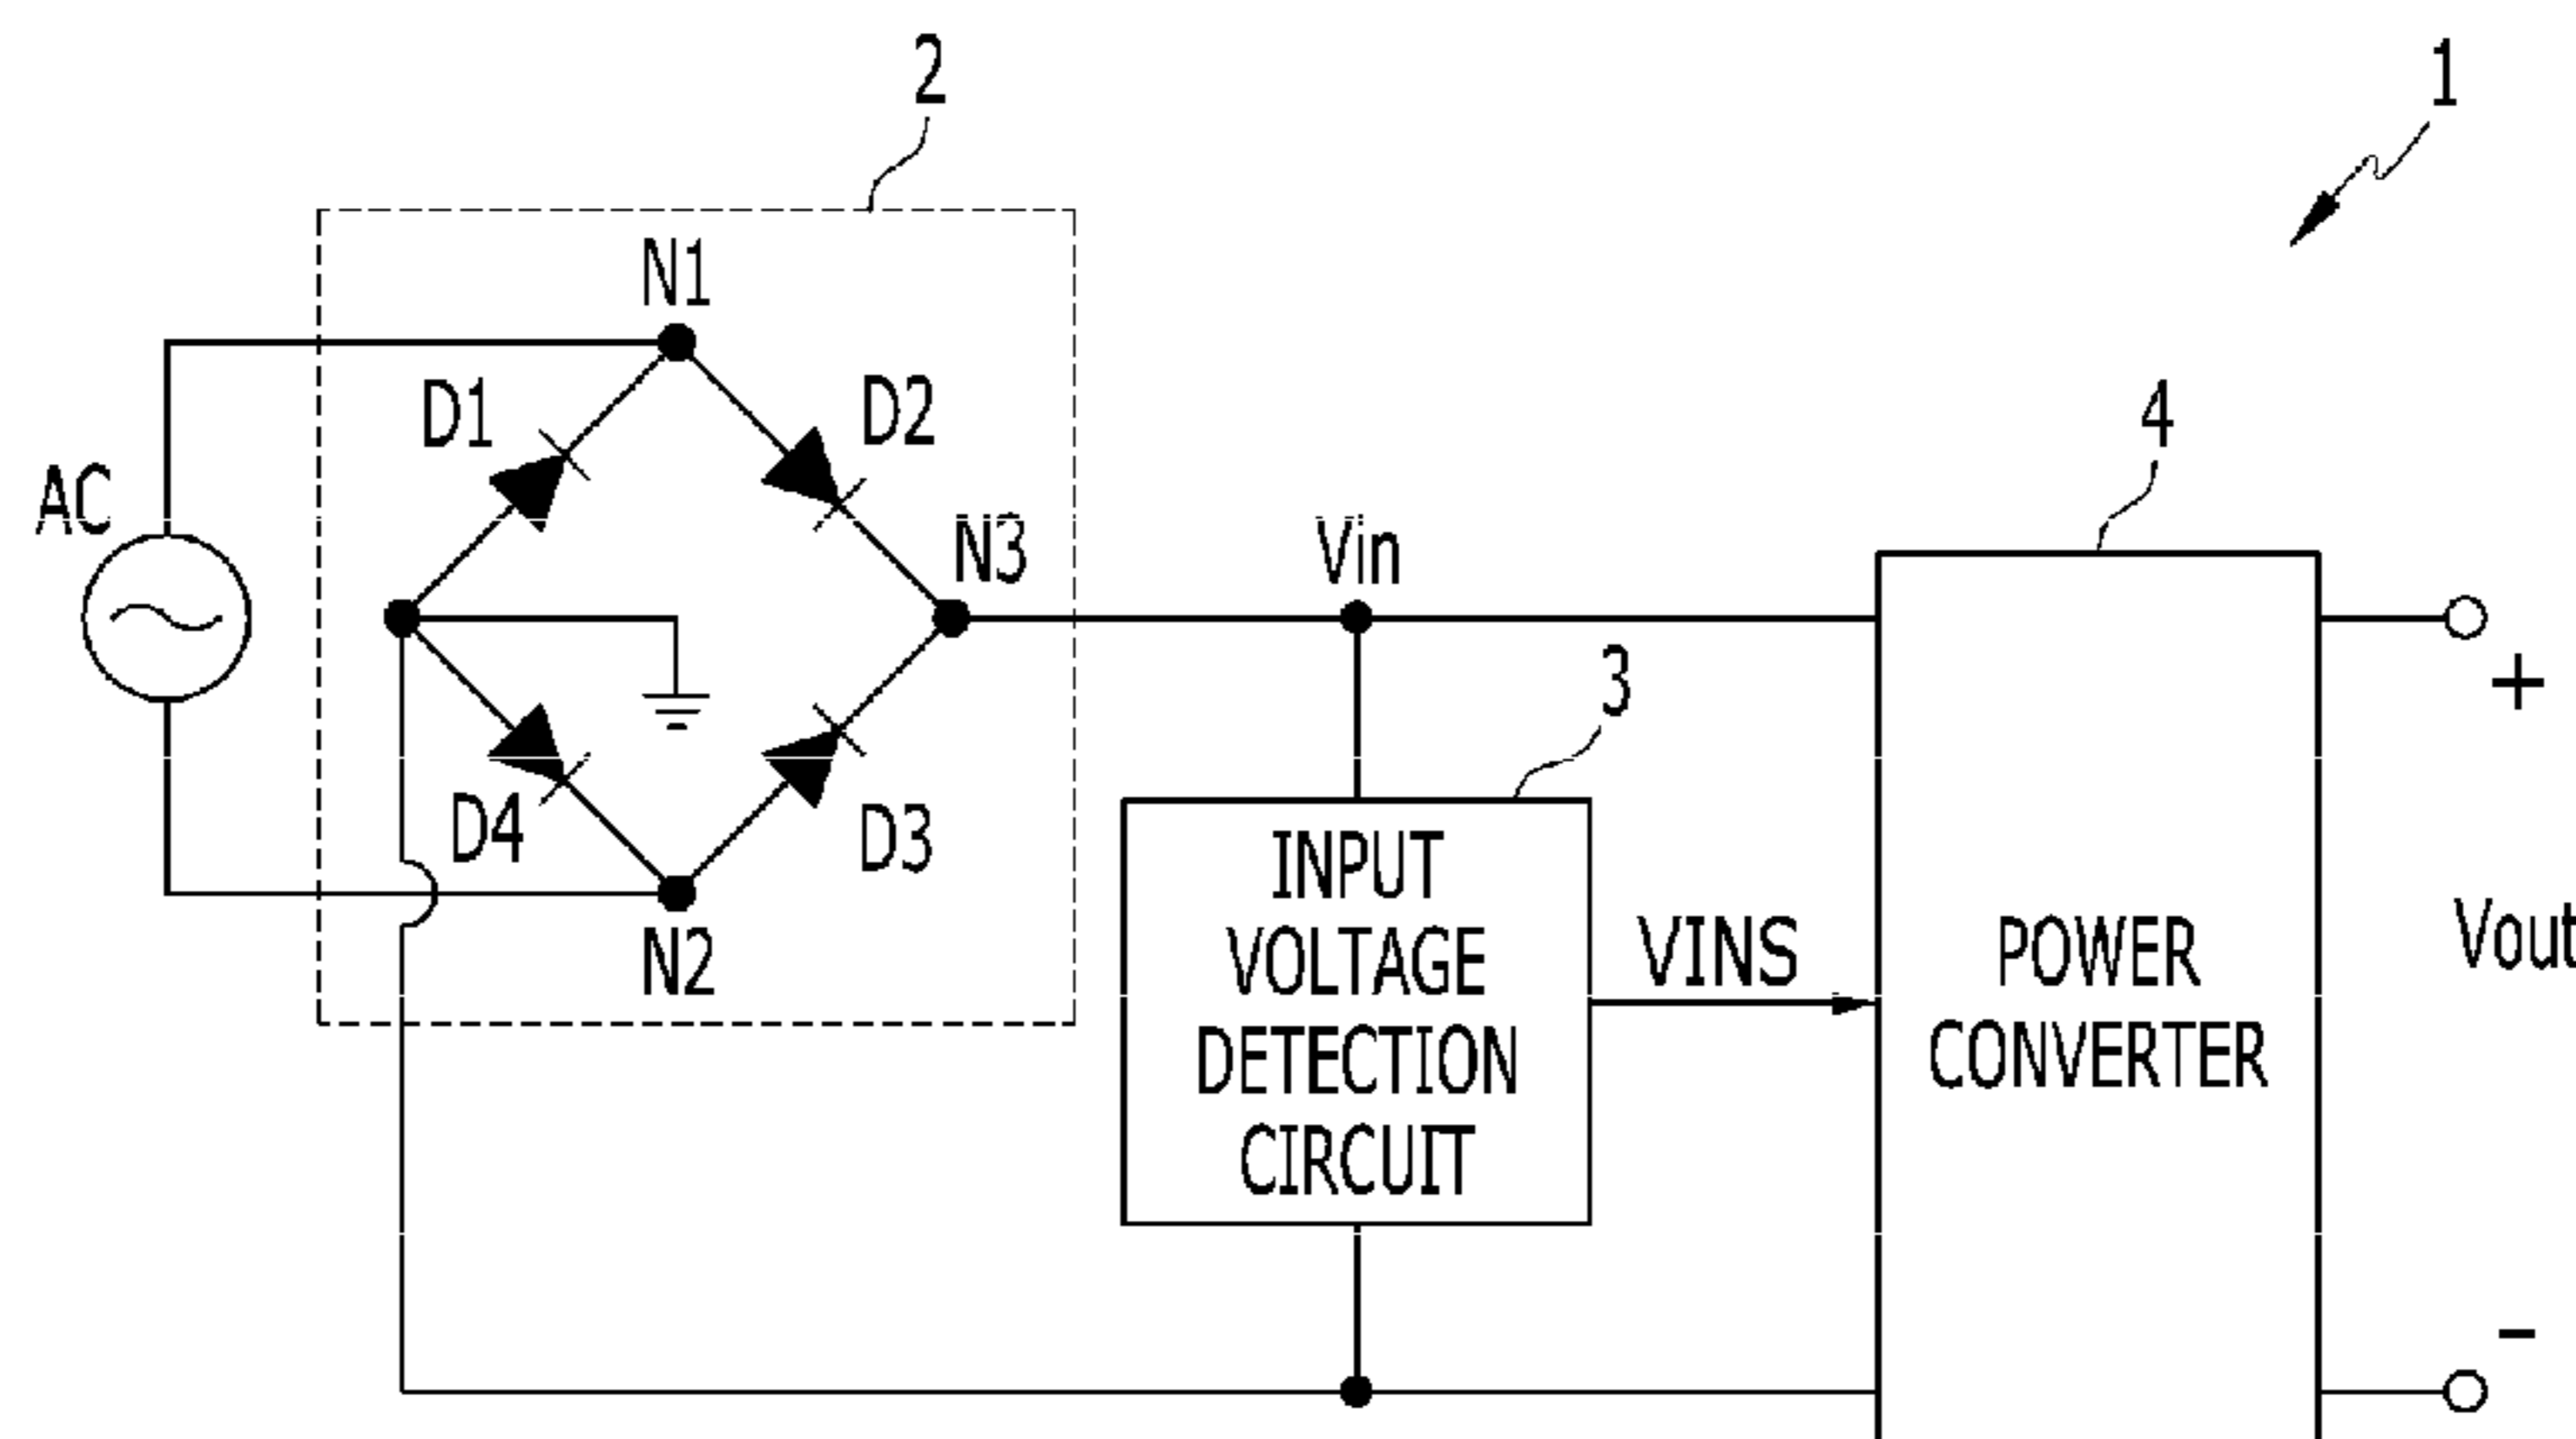 2
1
N1
D1
D2
4
AC
N3
Vin
3
+
D4
D3
INPUT
VOLTAGE
DETECTION
CIRCUIT
N2
VINS
POWER
CONVERTER
Vout
-